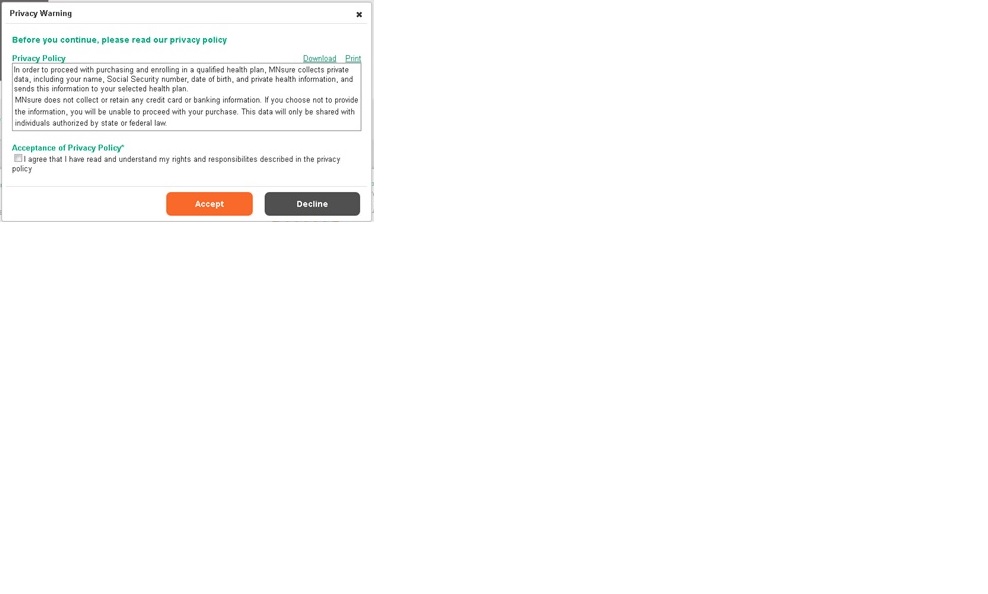 Privacy Warning
Before you continue, please read our privacy policy
Privacy Policy Download Print
In order to proceed with purchasing and enrolling in a qualified health plan, MNsure collects private
data, including your name, Social Security number, date of birth, and private health information, and
sends this information to your selected health plan.
MNsure does not collect or retain any credit card or banking information. If you choose not to provide
the information, you will be unable to proceed with your purchase. This data will only be shared with
individuals authorized by state or federal law.
Acceptance of Privacy Policy*
I agree that I have read and understand my rights and responsibilites described in the privacy
policy
Accept Decline